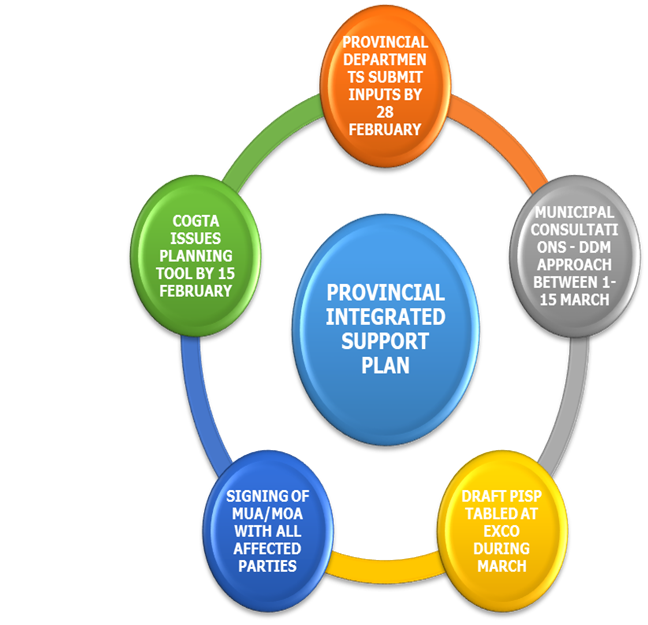 PROVINCIAL
DEPARTMEN
TS SUBMIT
INPUTS BY
28
FEBRUARY
MUNICIPAL
CONSULTATI
ONS - DDM
APPROACH
BETWEEN 1-
15 MARCH
DRAFT PISP
TABLED AT
EXCO
DURING
MARCH
SIGNING OF
MUA/MOA
WITH ALL
AFFECTED
PARTIES
COGTA
ISSUES
PLANNING
TOOL BY 15
FEBRUARY
PROVINCIAL
INTEGRATED
SUPPORT
PLAN